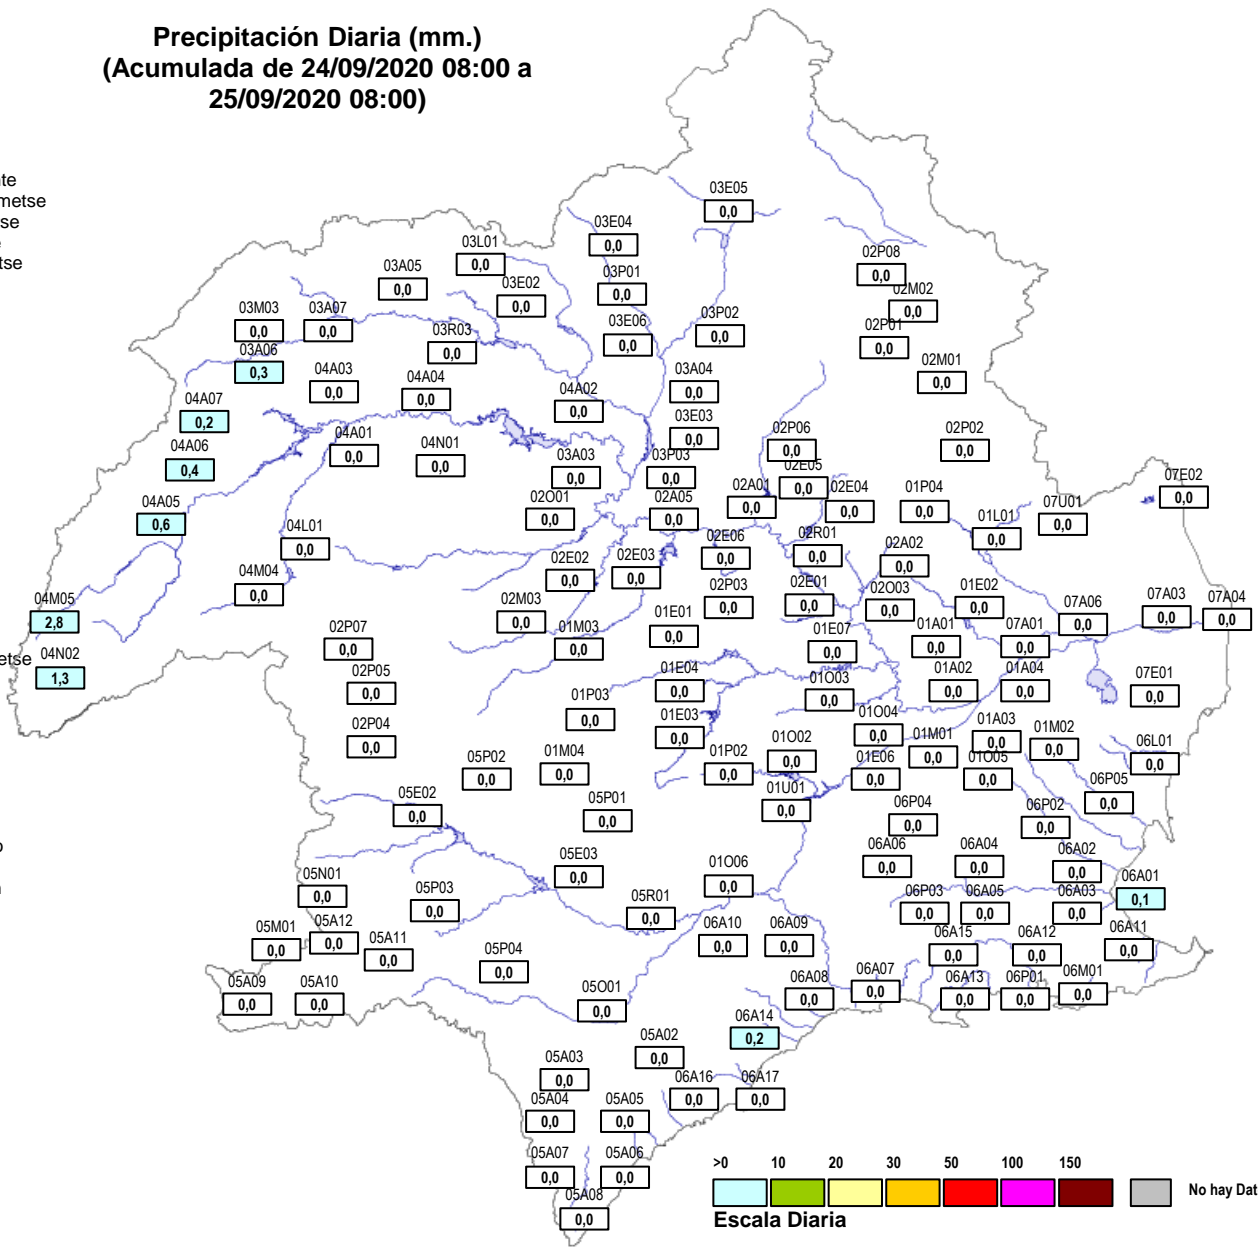 Precipitación Diaria (mm.)
(Acumulada de 24/09/2020 08:00 a
25/09/2020 08:00)
te
metse
se
tse
etse
03E05
0,0
03E04
0,0
03L01
0,0
02P08
0,0
03A05
0,0
03P01
0,0
03E02
0,0
02M02
0,0
03M03
0,0
03A07
0,0
03P02
0,0
03E06
0,0
02P01
0,0
03R03
0,0
03A06
0,3
02M01
0,0
04A03
0,0
04A04
0,0
03A04
0,0
04A02
0,0
04A07
0,2
03E03
0,0
02P06
0,0
02P02
0,0
04A01
0,0
04N01
0,0
04A06
0,4
03A03
0,0
03P03
0,0
02E05
0,0
07E02
0,0
02A01
0,0
02E04
0,0
01P04
0,0
02O01
0,0
02A05
0,0
04A05
0,6
07U01
0,0
01L01
0,0
04L01
0,0
02E06
0,0
02R01
0,0
02A02
0,0
02E02
0,0
02E03
0,0
04M04
0,0
02P03
0,0
02E01
0,0
02O03
0,0
01E02
0,0
07A03
0,0
07A04
0,0
04M05
2,8
02M03
0,0
07A06
0,0
01E01
0,0
01M03
0,0
01E07
0,0
01A01
0,0
07A01
0,0
02P07
0,0
04N02
1,3
02P05
0,0
01E04
0,0
01O03
0,0
01A02
0,0
01A04
0,0
07E01
0,0
01P03
0,0
02P04
0,0
01E03
0,0
01O04
0,0
01A03
0,0
01M02
0,0
01M01
0,0
01O02
0,0
06L01
0,0
05P02
0,0
01M04
0,0
01P02
0,0
01E06
0,0
01O05
0,0
05E02
0,0
05P01
0,0
01U01
0,0
06P04
0,0
06P02
0,0
06P05
0,0
05E03
0,0
01O06
0,0
06A06
0,0
06A04
0,0
06A02
0,0
05N01
0,0
05P03
0,0
05R01
0,0
06P03
0,0
06A05
0,0
06A03
0,0
06A01
0,1
05M01
0,0
05A12
0,0
05A11
0,0
05P04
0,0
06A10
0,0
06A09
0,0
06A15
0,0
06A12
0,0
06A11
0,0
05A09
0,0
05A10
0,0
05O01
0,0
06A08
0,0
06A07
0,0
06A13
0,0
06P01
0,0
06M01
0,0
06A14
0,2
05A02
0,0
05A03
0,0
06A16
0,0
06A17
0,0
05A04
0,0
05A05
0,0
05A07
0,0
05A06
0,0
05A08
0,0
>0 10 20 30 50 100 150
No hay Dat
Escala Diaria